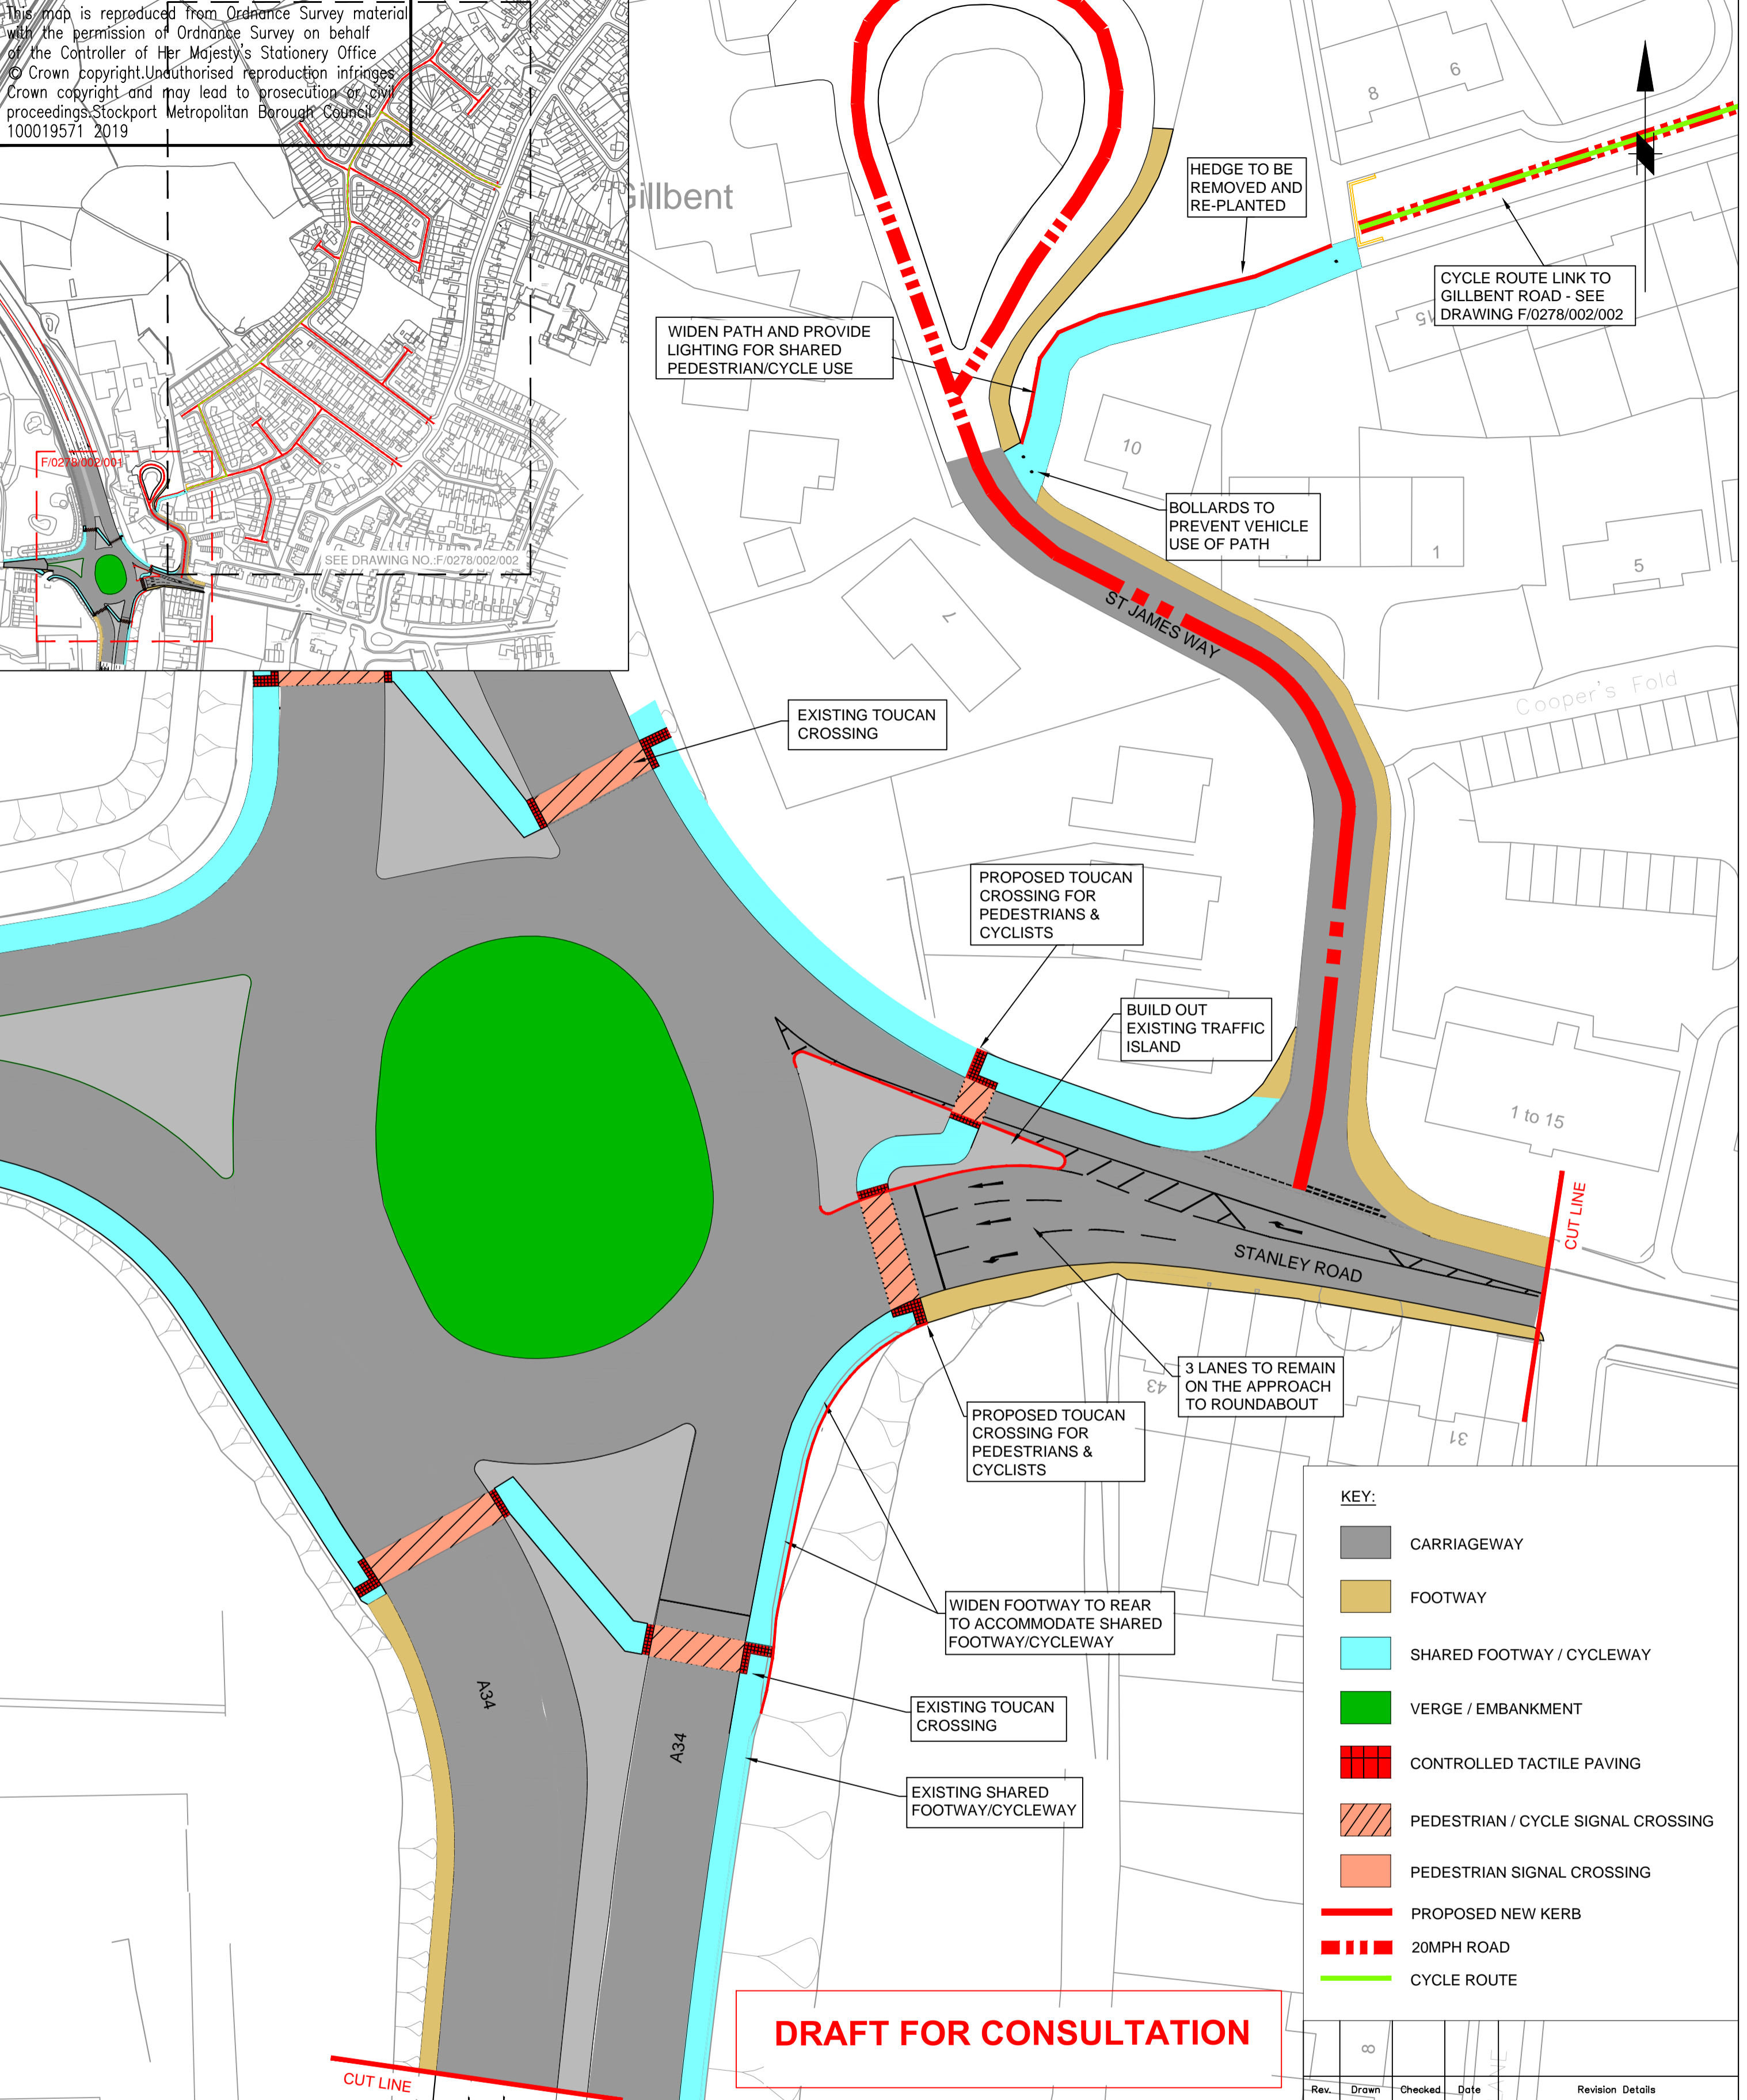 This map is reproduced from Ordnance Survey material
with the permission of Ordnance Survey on behalf
of the Controller of Her Majesty's Stationery Office
© Crown copyright.Unauthorised reproduction infringes
Crown copyright and may lead to prosecution or civil
proceedings.Stockport Metropolitan Borough Council
100019571 2019
F/0278/002/001
SEE DRAWING NO.:F/0278/002/002
Gillbent
8
6
HEDGE TO BE
REMOVED AND
RE-PLANTED
CYCLE ROUTE LINK TO
GILLBENT ROAD - SEE
DRAWING F/0278/002/002
15
WIDEN PATH AND PROVIDE
LIGHTING FOR SHARED
PEDESTRIAN/CYCLE USE
10
BOLLARDS TO
PREVENT VEHICLE
USE OF PATH
1
5
7
ST JAMES WAY
Cooper's Fold
EXISTING TOUCAN
CROSSING
PROPOSED TOUCAN
CROSSING FOR
PEDESTRIANS &
CYCLISTS
BUILD OUT
EXISTING TRAFFIC
ISLAND
1 to 15
CUT LINE
STANLEY ROAD
3 LANES TO REMAIN
ON THE APPROACH
TO ROUNDABOUT
43
31
PROPOSED TOUCAN
CROSSING FOR
PEDESTRIANS &
CYCLISTS
WIDEN FOOTWAY TO REAR
TO ACCOMMODATE SHARED
FOOTWAY/CYCLEWAY
A34
A34
EXISTING TOUCAN
CROSSING
EXISTING SHARED
FOOTWAY/CYCLEWAY
KEY:
CARRIAGEWAY
FOOTWAY
SHARED FOOTWAY / CYCLEWAY
VERGE / EMBANKMENT
CONTROLLED TACTILE PAVING
PEDESTRIAN / CYCLE SIGNAL CROSSING
PEDESTRIAN SIGNAL CROSSING
PROPOSED NEW KERB
20MPH ROAD
CYCLE ROUTE
DRAFT FOR CONSULTATION
CUT LINE
8
Rev. Drawn Checked Date Revision Details